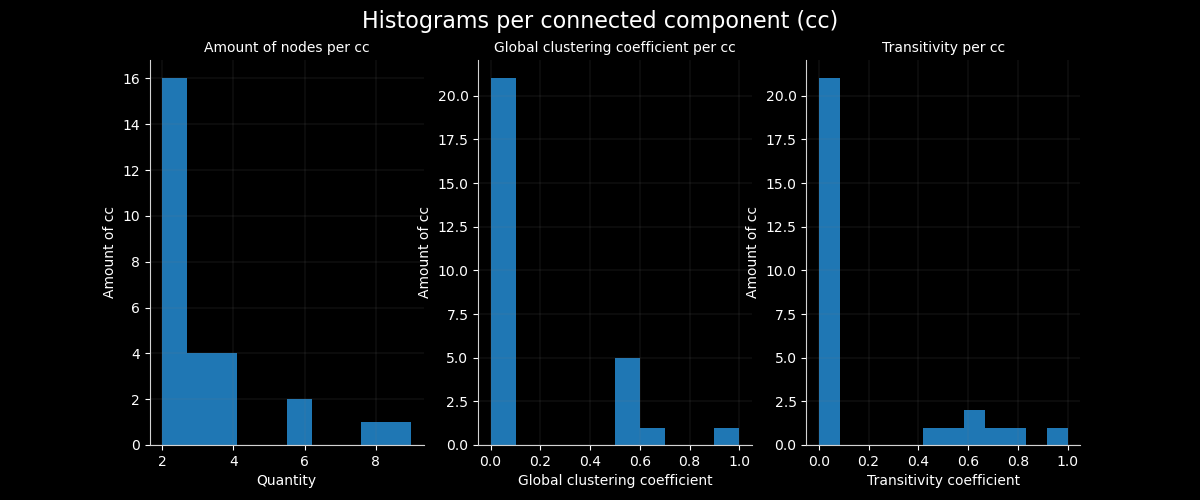 Histograms per connected component (cc)
Amount of nodes per cc
Amount of cc
16
14
12
10
8
6
4
2
0
2 4 6 8
Quantity
Global clustering coefficient per cc
Amount of cc
20.0
17.5
15.0
12.5
10.0
7.5
5.0
2.5
0.0
0.0 0.2 0.4 0.6 0.8 1.0
Global clustering coefficient
Transitivity per cc
Amount of cc
20.0
17.5
15.0
12.5
10.0
7.5
5.0
2.5
0.0
0.0 0.2 0.4 0.6 0.8 1.0
Transitivity coefficient